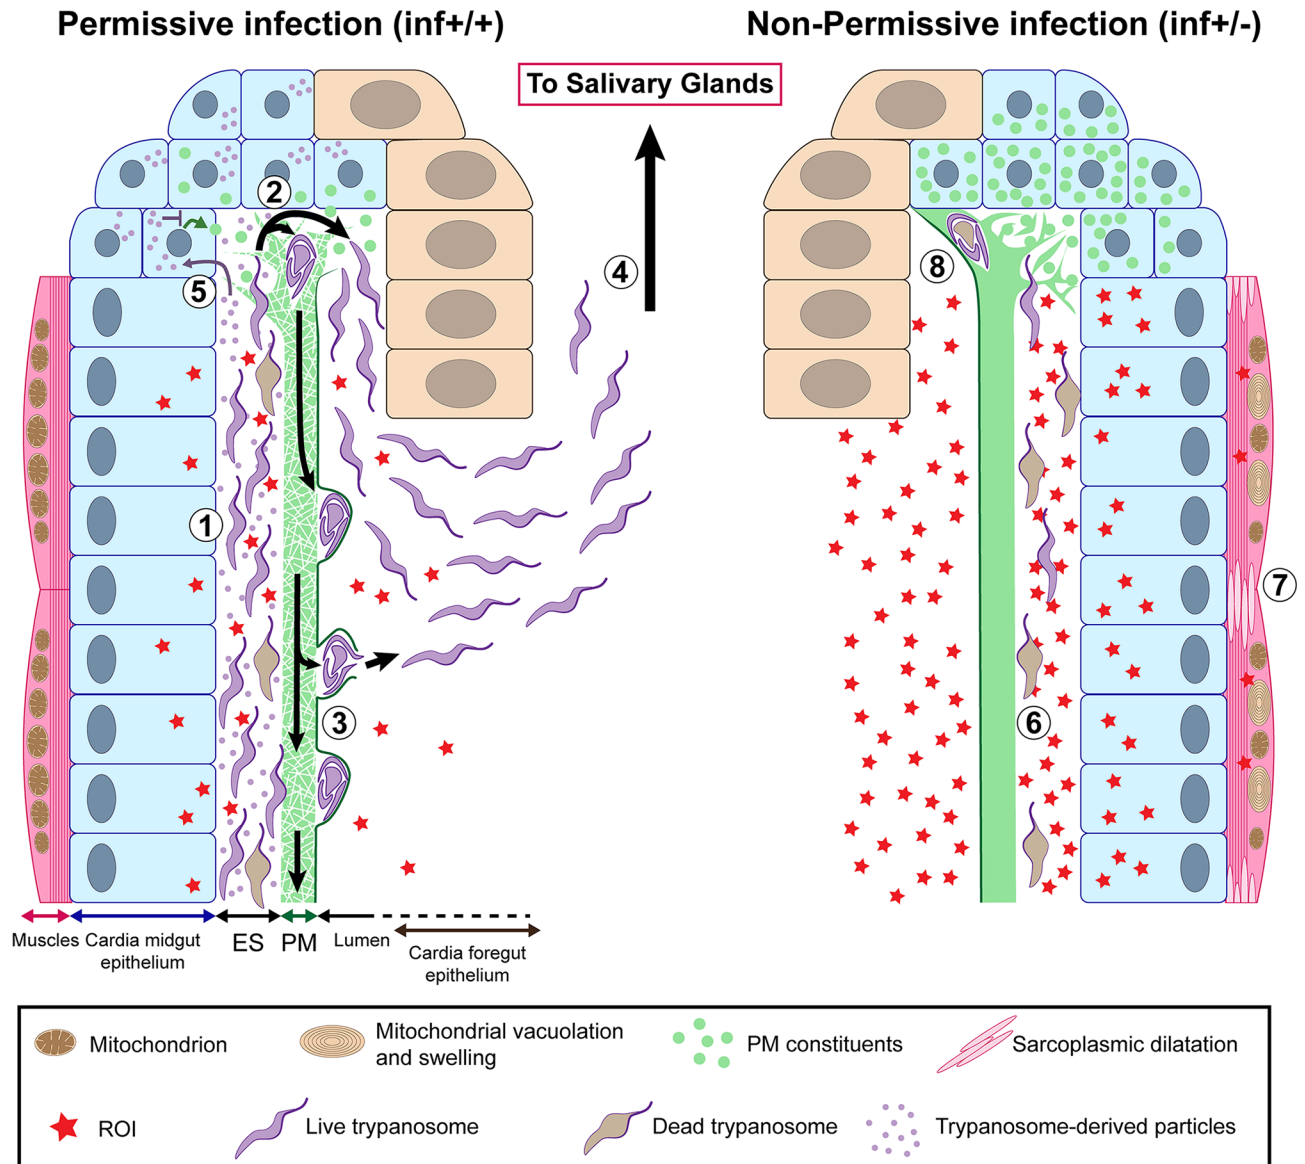 Permissive infection (inf+/+)
Non-Permissive infection (inf+/-)
To Salivary Glands
2
4
8
5
1
7
3
6
Muscles
Cardia midgut
epithelium
ES
PM
Lumen
Cardia foregut
epithelium
Mitochondrion
Mitochondrial vacuolation
and swelling
PM constituents
Sarcoplasmic dilatation
ROI
Live trypanosome
Dead trypanosome
Trypanosome-derived particles